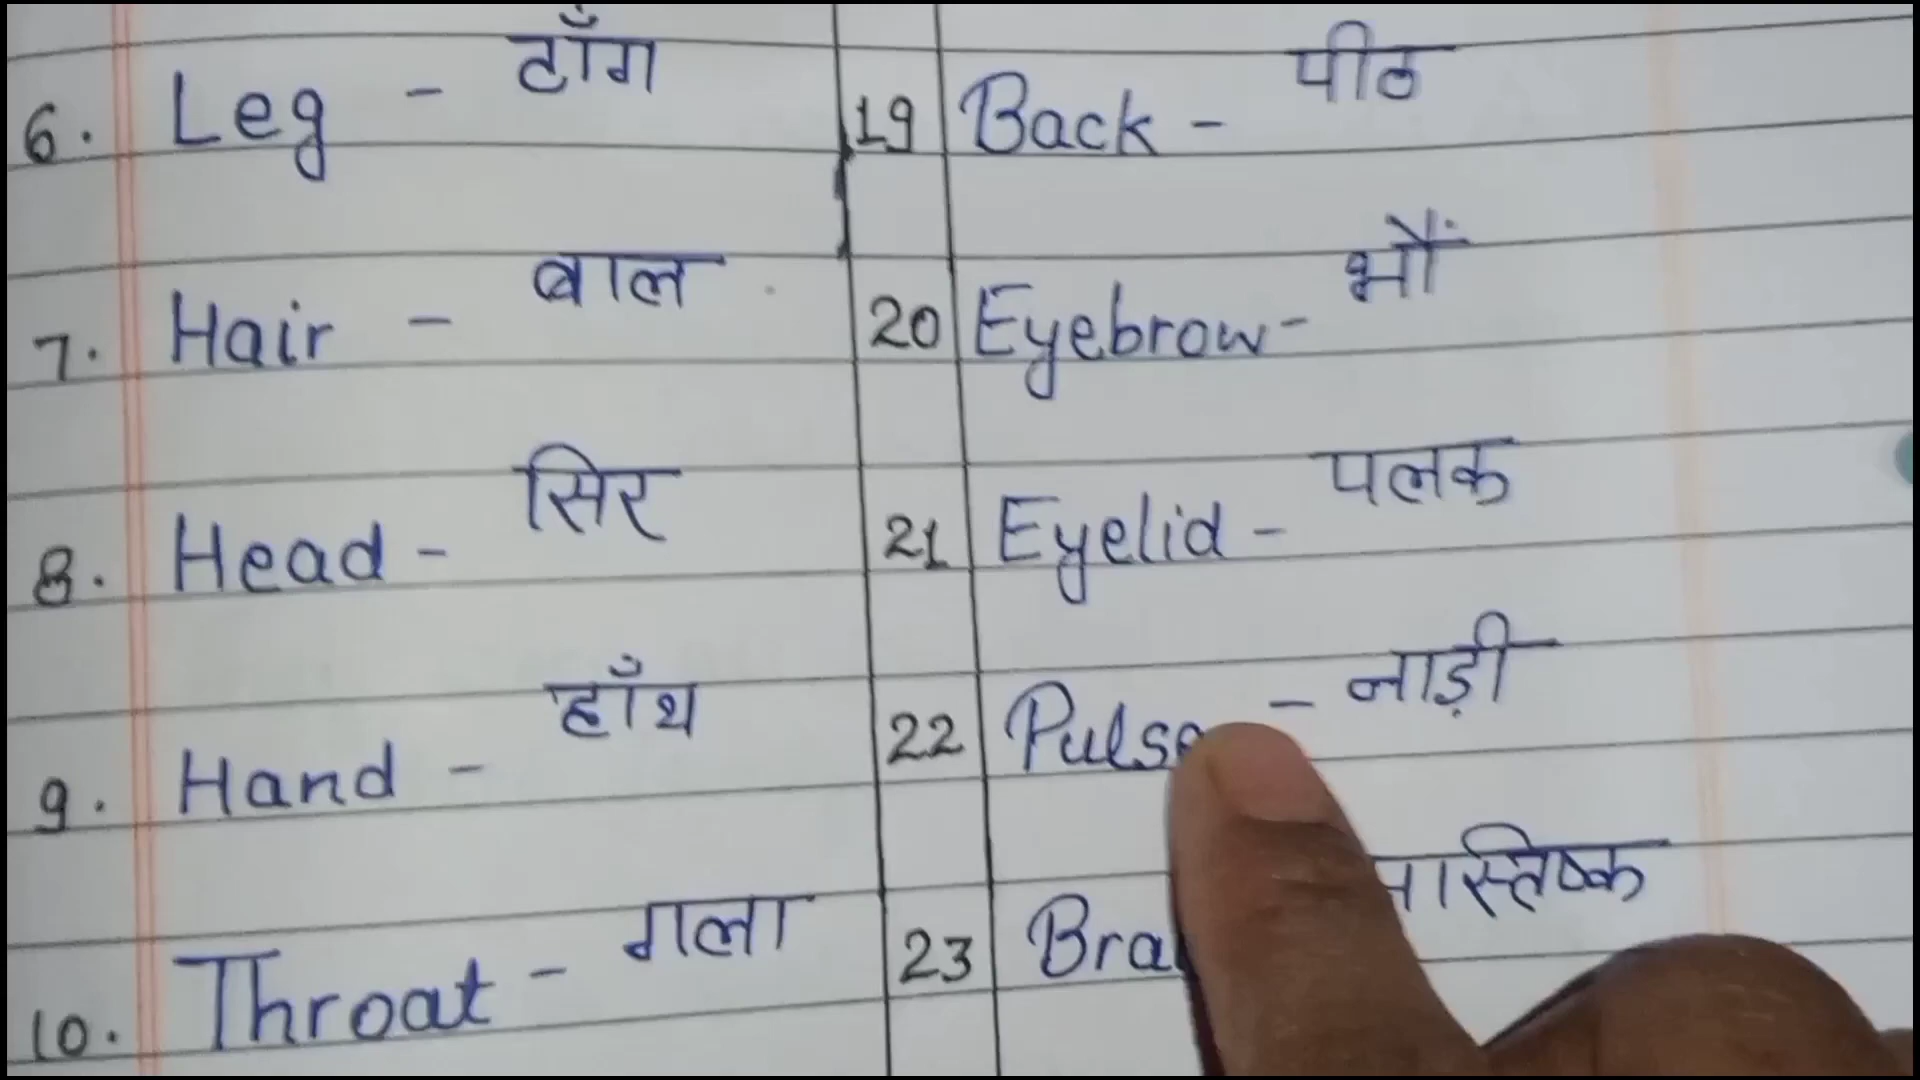 6. Leg - टाँग
7. Hair - बाल
8. Head - सिर
9. Hand - हाँथ
10. Throat - गला
19 Back - पीठ
20 Eyebrow - भौं
21 Eyelid - पलक
22 Pulse - नाड़ी
23